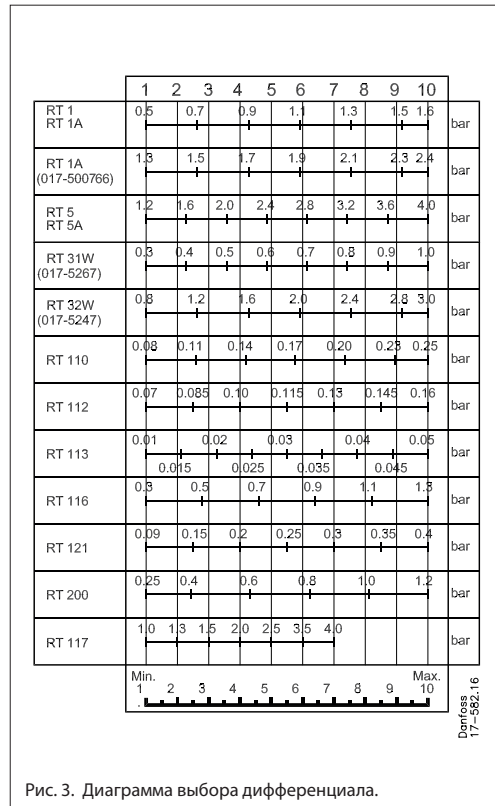 1 2 3 4 5 6 7 8 9 10
RT 1
RT 1A
0.5 0.7 0.9 1.1 1.3 1.5 1.6
bar
RT 1A
(017-500766)
1.3 1.5 1.7 1.9 2.1 2.3 2.4
bar
RT 5
RT 5A
1.2 1.6 2.0 2.4 2.8 3.2 3.6 4.0
bar
RT 31W
(017-5267)
0.3 0.4 0.5 0.6 0.7 0.8 0.9 1.0
bar
RT 32W
(017-5247)
0.8 1.2 1.6 2.0 2.4 2.8 3.0
bar
RT 110
0.08 0.11 0.14 0.17 0.20 0.23 0.25
bar
RT 112
0.07 0.085 0.10 0.115 0.13 0.145 0.16
bar
RT 113
0.01 0.02 0.03 0.04 0.05
0.015 0.025 0.035 0.045
bar
RT 116
0.3 0.5 0.7 0.9 1.1 1.3
bar
RT 121
0.09 0.15 0.2 0.25 0.3 0.35 0.4
bar
RT 200
0.25 0.4 0.6 0.8 1.0 1.2
bar
RT 117
1.0 1.3 1.5 2.0 2.5 3.5 4.0
bar
Min. Max.
1 2 3 4 5 6 7 8 9 10
Danfoss
17-582.16
Рис. 3. Диаграмма выбора дифференциала.